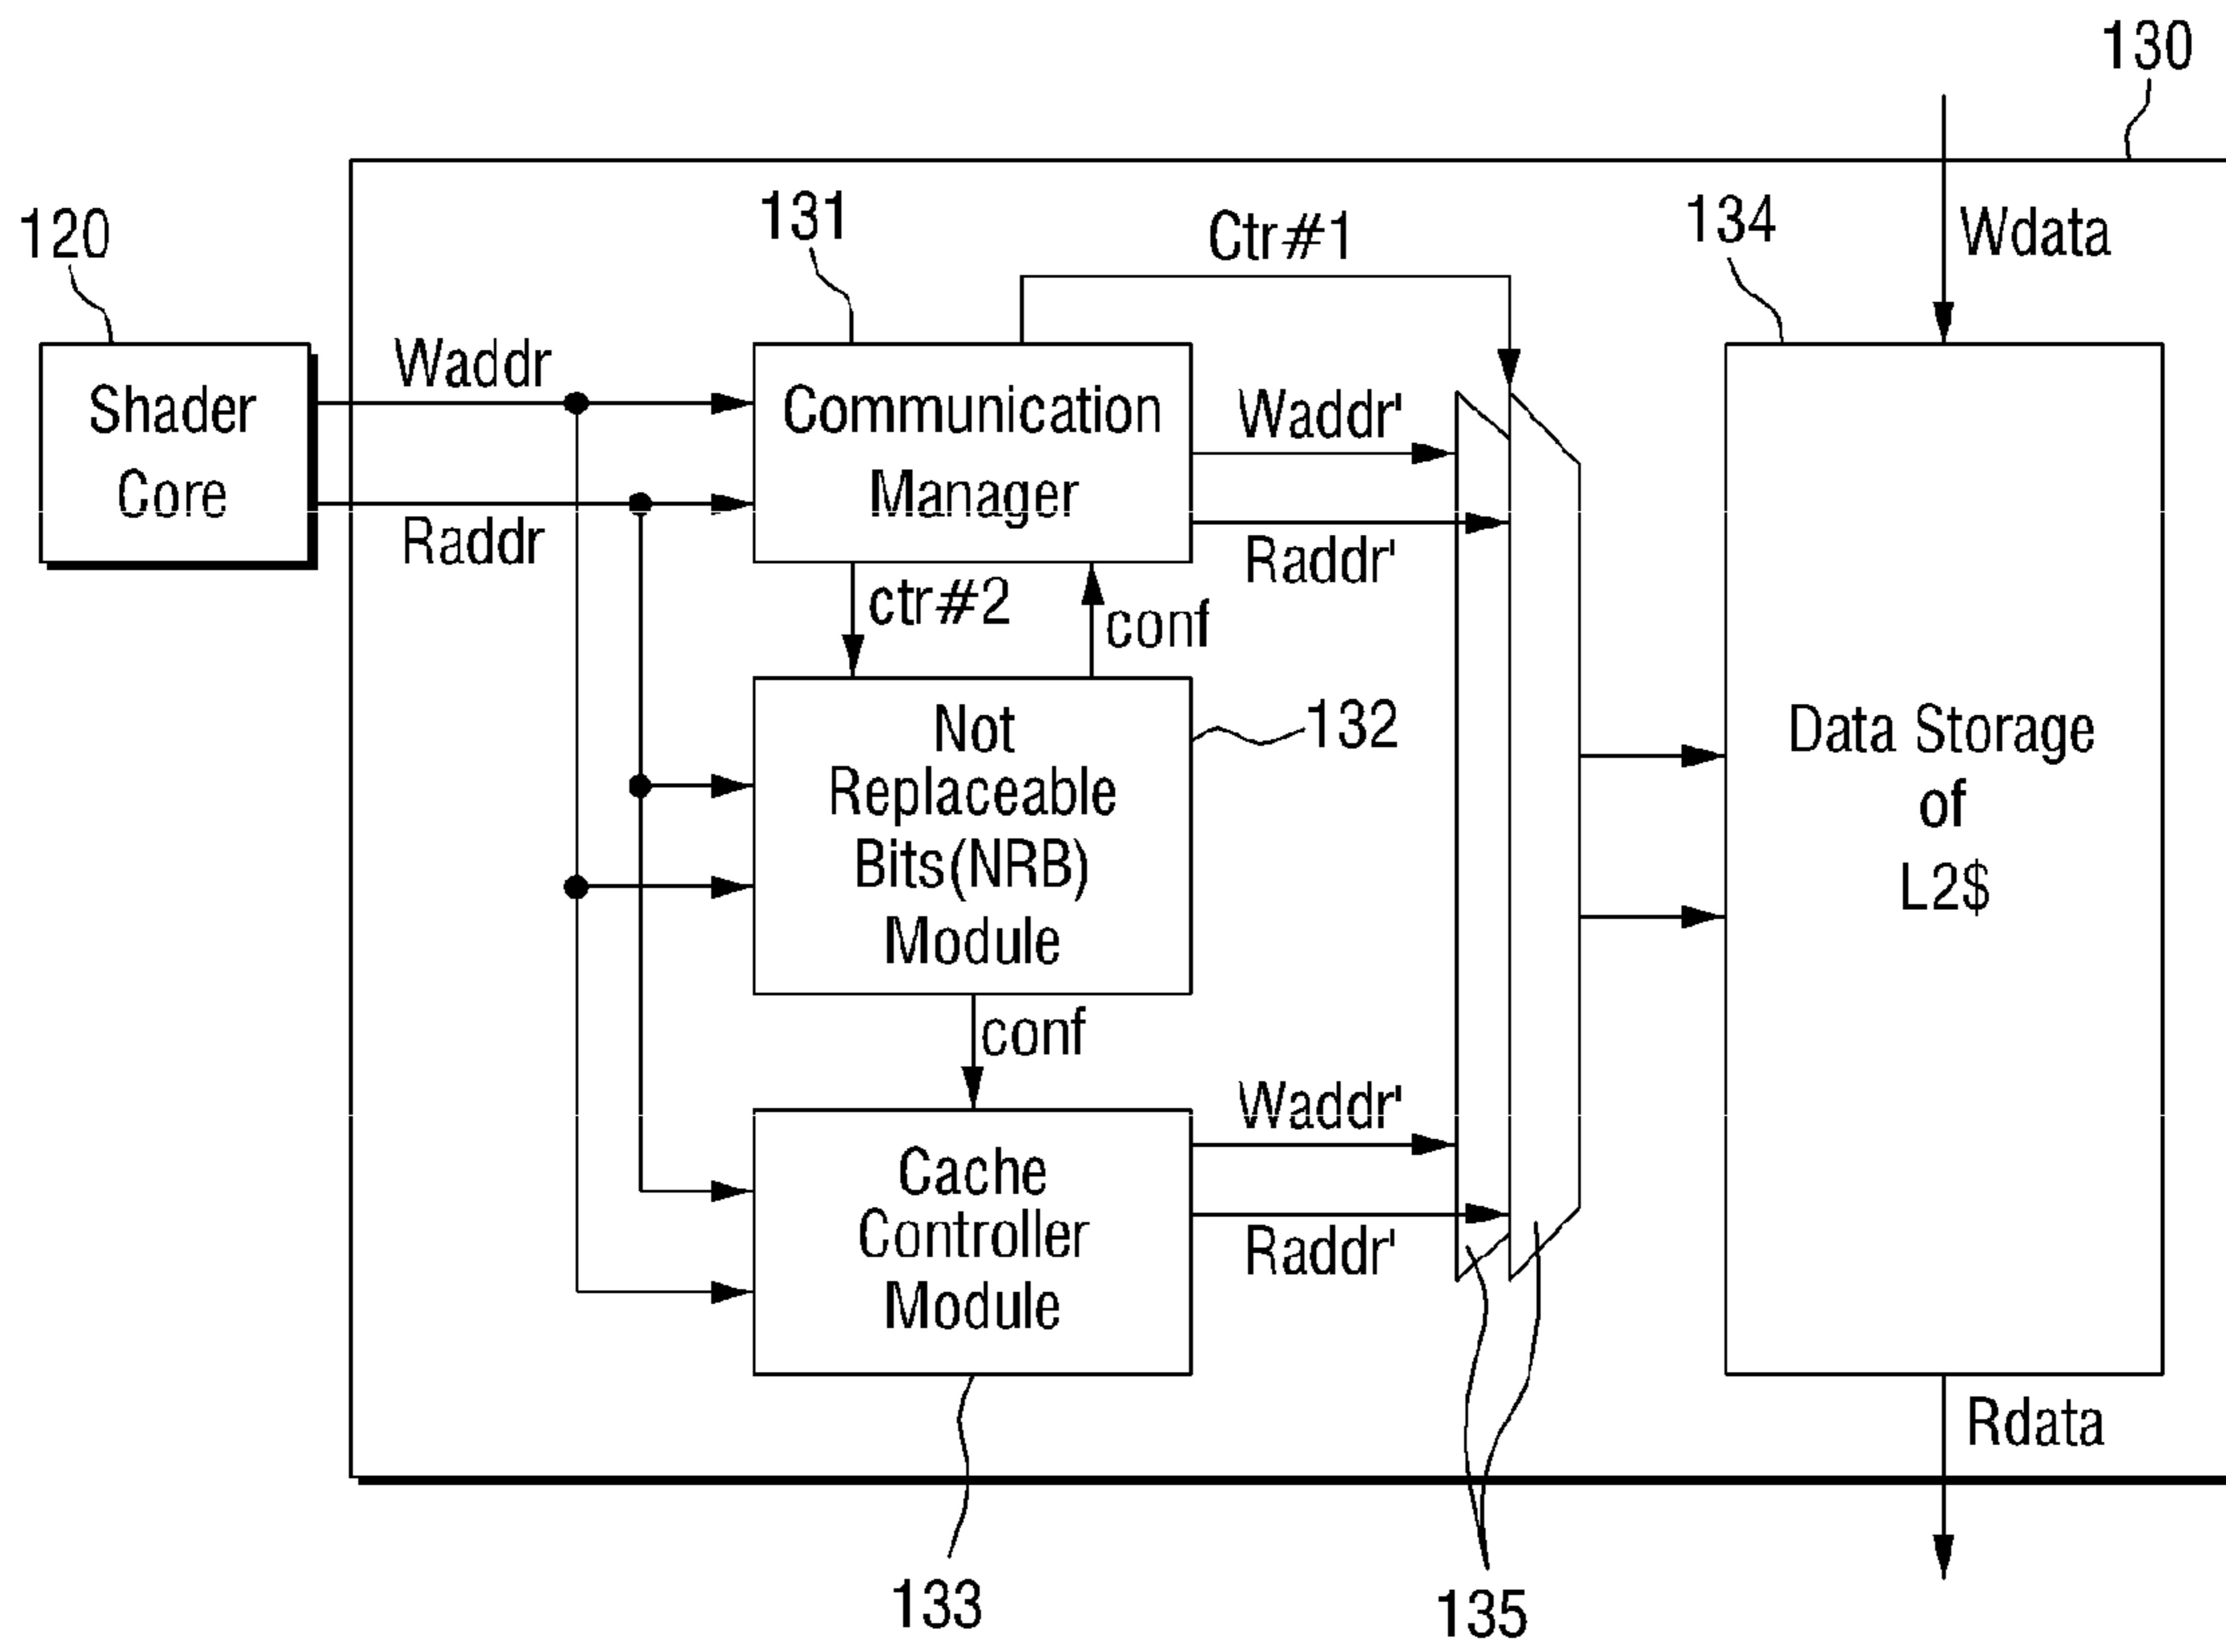 130
120
131
Ctr#1
134
Wdata
Waddr
Shader
Core
Raddr
Communication
Manager
Waddr'
Raddr'
ctr#2
conf
Not
Replaceable
Bits(NRB)
Module
132
Data Storage
of
L2$
conf
Waddr'
Raddr'
Cache
Controller
Module
Rdata
133
135